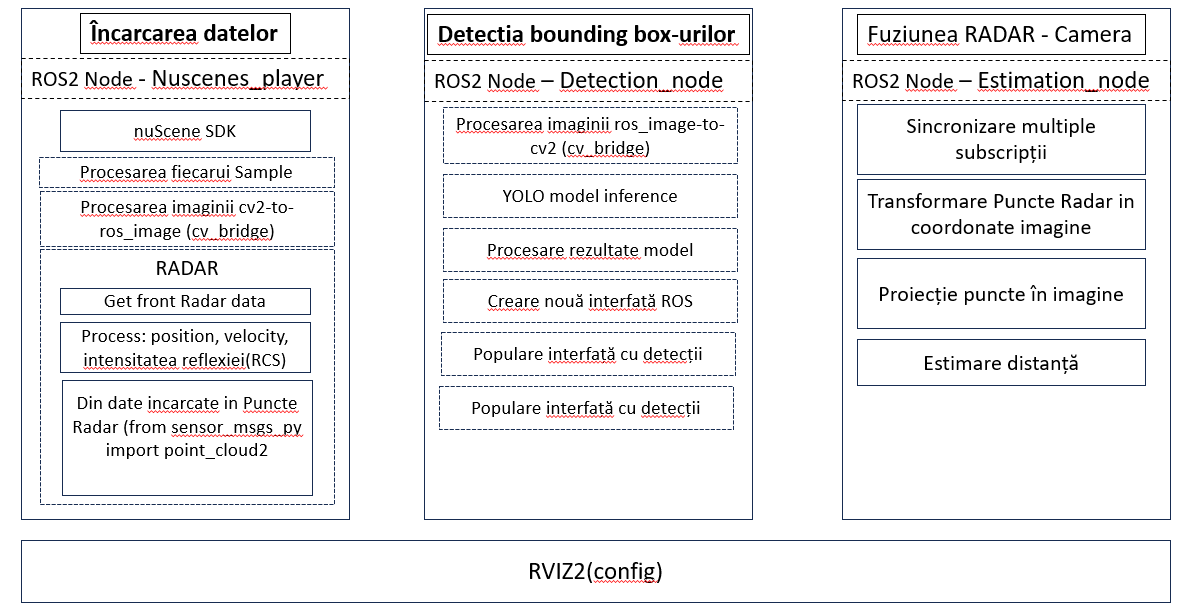 Încarcarea datelor
ROS2 Node - Nuscenes_player
nuScene SDK
Procesarea fiecarui Sample
Procesarea imaginii cv2-to-
ros_image (cv_bridge)
RADAR
Get front Radar data
Process: position, velocity,
intensitatea reflexiei(RCS)
Din date incarcate in Puncte
Radar (from sensor_msgs_py
import point_cloud2
Detectia bounding box-urilor
ROS2 Node – Detection_node
Procesarea imaginii ros_image-to-
cv2 (cv_bridge)
YOLO model inference
Procesare rezultate model
Creare nouă interfață ROS
Populare interfață cu detecții
Populare interfață cu detecții
Fuziunea RADAR - Camera
ROS2 Node – Estimation_node
Sincronizare multiple
subscripții
Transformare Puncte Radar in
coordonate imagine
Proiecție puncte în imagine
Estimare distanță
RVIZ2(config)